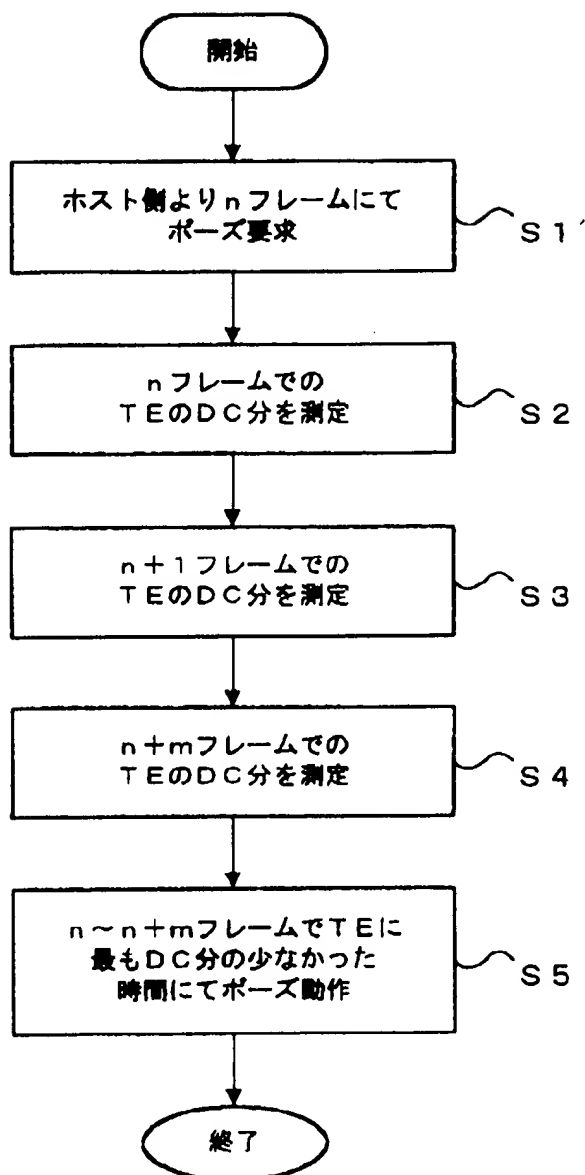 開始
ホスト側よりnフレームにて
ポーズ要求
S1
nフレームでの
TEのDC分を測定
S2
n+1フレームでの
TEのDC分を測定
S3
n+mフレームでの
TEのDC分を測定
S4
n~n+mフレームでTEに
最もDC分の少なかった
時間にてポーズ動作
S5
終了